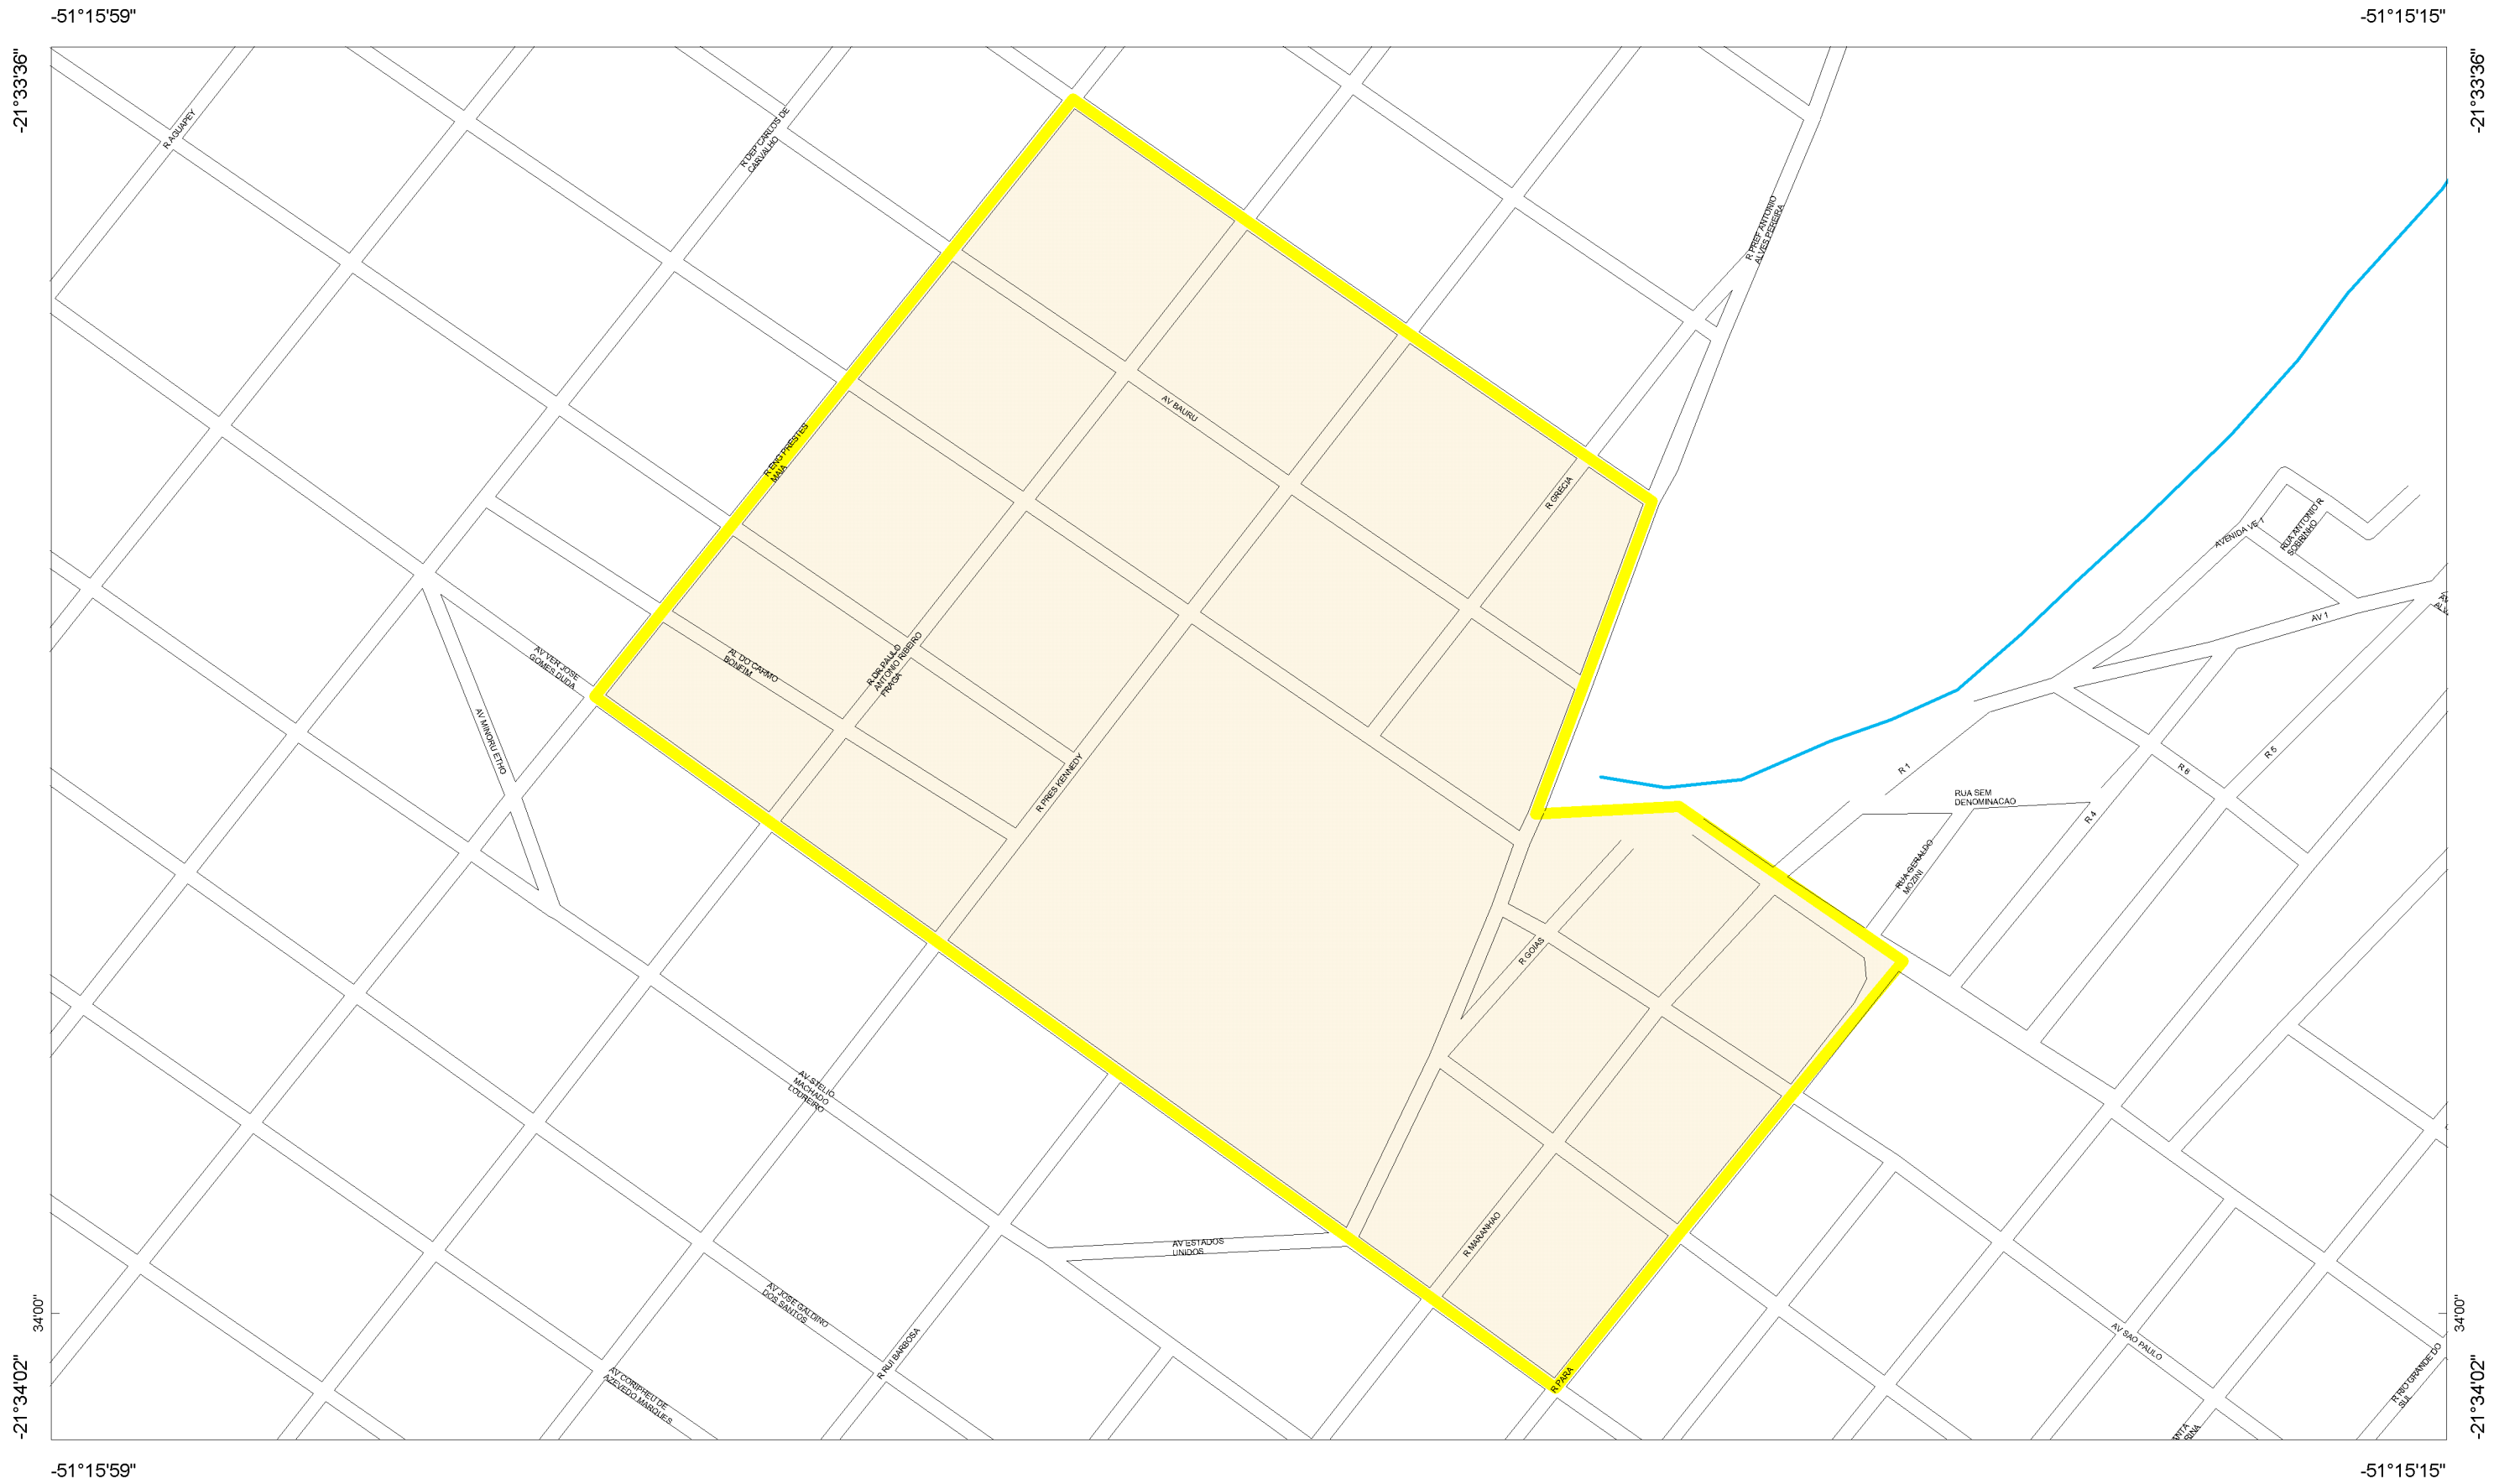 -51°15'59"
-51°15'15"
-21°33'36"
-21°33'36"
R AGUAPEY
R DEP CARLOS DE
CARVALHO
R PREF ANTONIO
ALVES PEREIRA
AV BAURU
R ENG PRESTES
MAIA
R GRECIA
AVENIDA VE-1
RUA ANTONIO R
SOBRINHO
AV 1
AV VER JOSE
GOMES DUDA
AL DO CARMO
BONFIM
R DR PAULO
ANTONIO RIBEIRO
FRAGA
AV MINORU ETHO
R PRES KENNEDY
R 1
R 6
R 5
RUA SEM
DENOMINACAO
R 4
RUA GERALDO
MOZINI
R GOIAS
AV STELIO
MACHADO
LOUREIRO
AV ESTADOS
UNIDOS
R MARANHAO
AV JOSE GALDINO
DOS SANTOS
34'00"
34'00"
R RUI BARBOSA
AV SAO PAULO
AV CORIPHEU DE
AZEVEDO MARQUES
R PARA
R RIO GRANDE DO
SUL
-21°34'02"
-21°34'02"
-51°15'59"
-51°15'15"